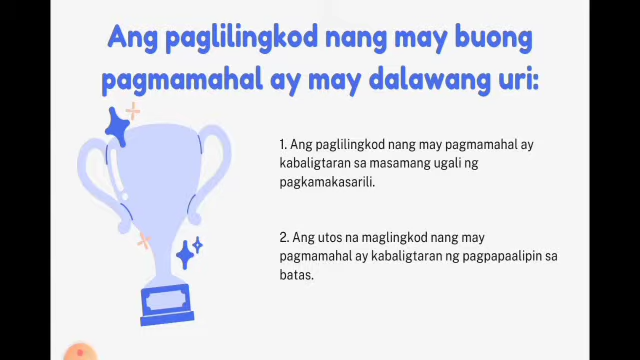 Ang paglilingkod nang may buong
pagmamahal ay may dalawang uri:
1. Ang paglilingkod nang may pagmamahal ay
kabaligtaran sa masamang ugali ng
pagkamakasarili.
2. Ang utos na maglingkod nang may
pagmamahal ay kabaligtaran ng pagpapaalipin sa
batas.